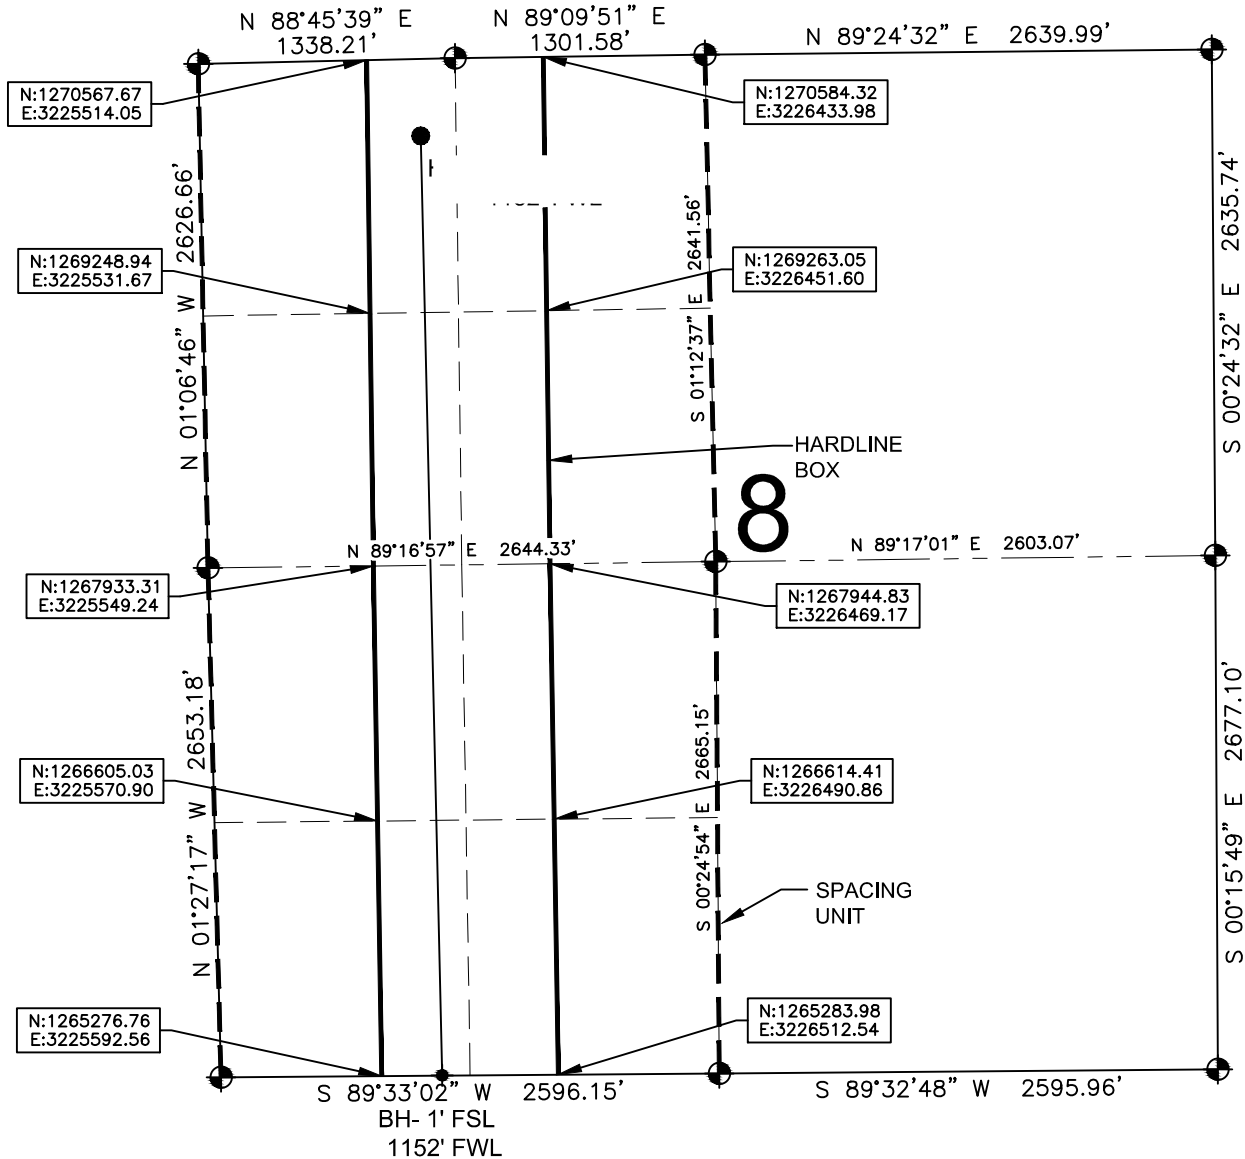 N 88°45'39" E
1338.21'
N 89°09'51" E
1301.58'
N 89°24'32" E 2639.99'
N:1270567.67
E:3225514.05
N:1270584.32
E:3226433.98
N 01°06'46" W 2626.66'
S 01°12'37" E 2641.56'
S 00°24'32" E 2635.74'
N:1269248.94
E:3225531.67
N:1269263.05
E:3226451.60
HARDLINE
BOX
8
N 89°16'57" E 2644.33'
N 89°17'01" E 2603.07'
N:1267933.31
E:3225549.24
N:1267944.83
E:3226469.17
N 01°27'17" W 2653.18'
S 00°24'54" E 2665.15'
S 00°15'49" E 2677.10'
N:1266605.03
E:3225570.90
N:1266614.41
E:3226490.86
SPACING
UNIT
N:1265276.76
E:3225592.56
N:1265283.98
E:3226512.54
S 89°33'02" W 2596.15'
S 89°32'48" W 2595.96'
BH- 1' FSL
1152' FWL